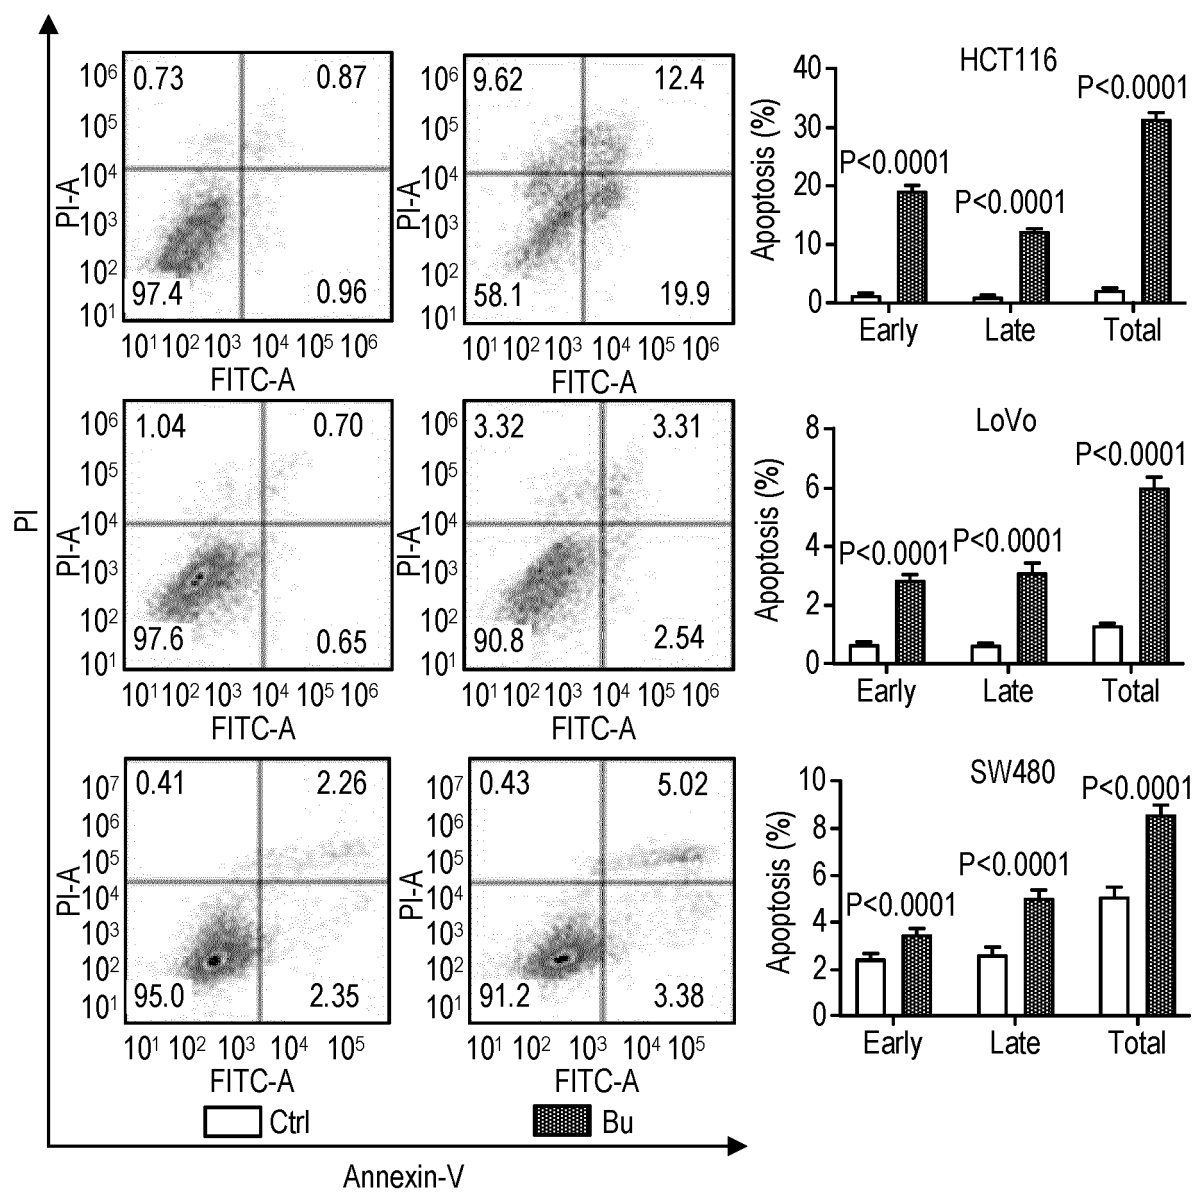 PI
10⁶
10⁵
10⁴
10³
10²
10¹
PI-A
0.73 0.87
97.4 0.96
10¹ 10² 10³ 10⁴ 10⁵ 10⁶
FITC-A
10⁶
10⁵
10⁴
10³
10²
10¹
PI-A
9.62 12.4
58.1 19.9
10¹ 10² 10³ 10⁴ 10⁵ 10⁶
FITC-A
HCT116
Apoptosis (%)
40
30
20
10
0
P<0.0001
P<0.0001
P<0.0001
Early Late Total
10⁶
10⁵
10⁴
10³
10²
10¹
PI-A
1.04 0.70
97.6 0.65
10¹ 10² 10³ 10⁴ 10⁵ 10⁶
FITC-A
10⁶
10⁵
10⁴
10³
10²
10¹
PI-A
3.32 3.31
90.8 2.54
10¹ 10² 10³ 10⁴ 10⁵ 10⁶
FITC-A
LoVo
Apoptosis (%)
8
6
4
2
0
P<0.0001
P<0.0001
P<0.0001
Early Late Total
10⁷
10⁶
10⁵
10⁴
10³
10²
10¹
PI-A
0.41 2.26
95.0 2.35
10¹ 10² 10³ 10⁴ 10⁵
FITC-A
10⁷
10⁶
10⁵
10⁴
10³
10²
10¹
PI-A
0.43 5.02
91.2 3.38
10¹ 10² 10³ 10⁴ 10⁵
FITC-A
SW480
Apoptosis (%)
10
8
6
4
2
0
P<0.0001
P<0.0001
P<0.0001
Early Late Total
Ctrl Bu
Annexin-V